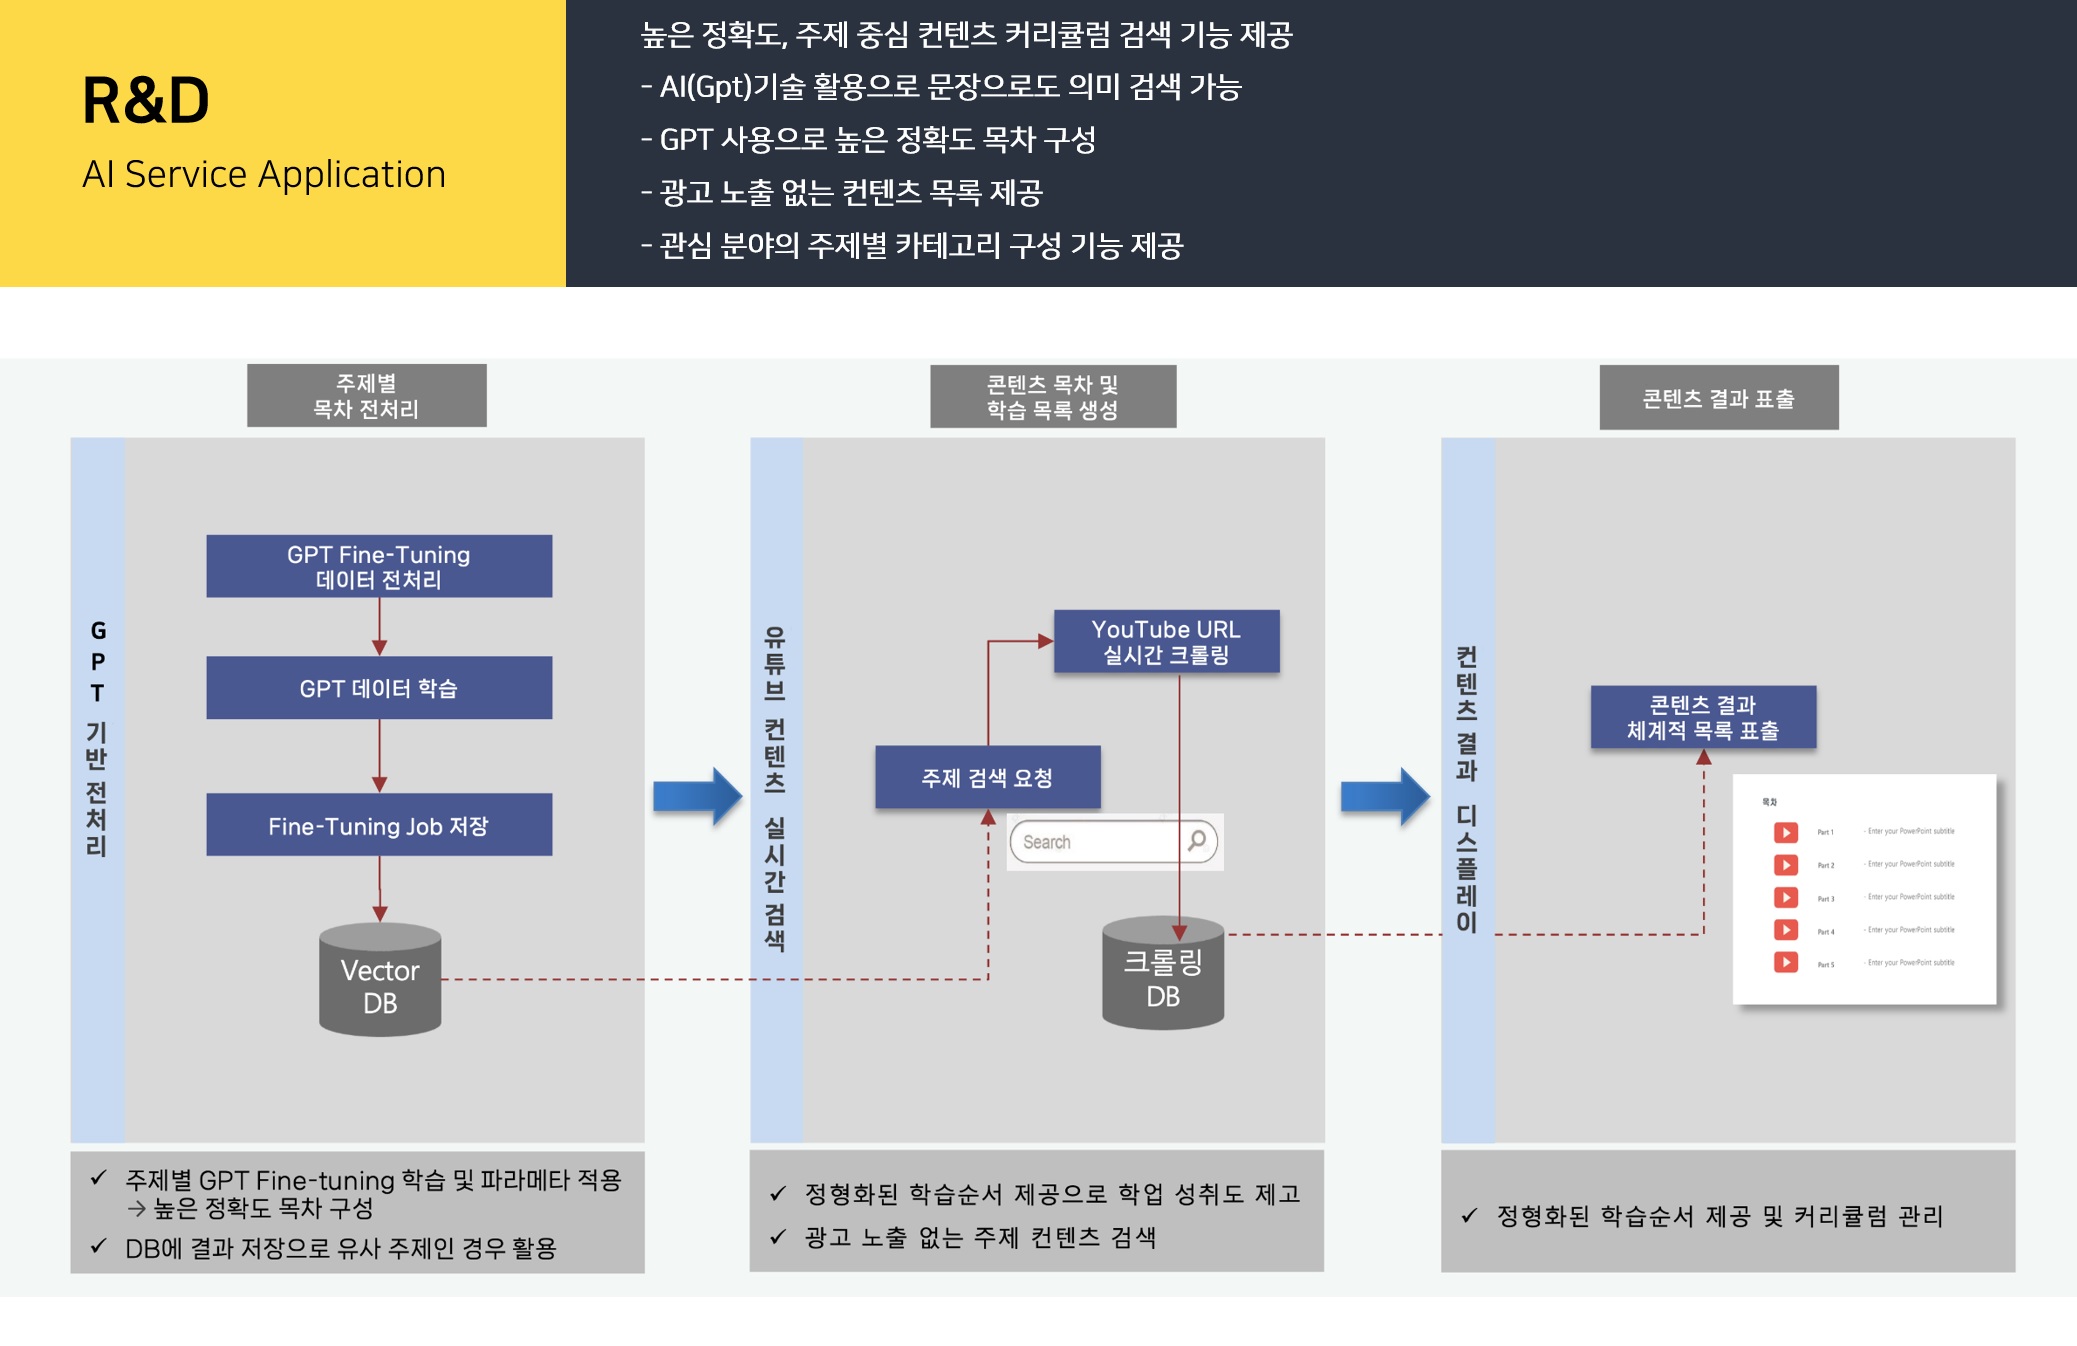 R&D
AI Service Application
높은 정확도, 주제 중심 컨텐츠 커리큘럼 검색 기능 제공
- AI(Gpt)기술 활용으로 문장으로도 의미 검색 가능
- GPT 사용으로 높은 정확도 목차 구성
- 광고 노출 없는 컨텐츠 목록 제공
- 관심 분야의 주제별 카테고리 구성 기능 제공
주제별
목차 전처리
GPT 기반 전처리
GPT Fine-Tuning
데이터 전처리
GPT 데이터 학습
Fine-Tuning Job 저장
Vector
DB
✓ 주제별 GPT Fine-tuning 학습 및 파라메타 적용
→ 높은 정확도 목차 구성
✓ DB에 결과 저장으로 유사 주제인 경우 활용
콘텐츠 목차 및
학습 목록 생성
유튜브 컨텐츠 실시간 검색
YouTube URL
실시간 크롤링
주제 검색 요청
Search
크롤링
DB
✓ 정형화된 학습순서 제공으로 학업 성취도 제고
✓ 광고 노출 없는 주제 컨텐츠 검색
콘텐츠 결과 표출
컨텐츠 결과 디스플레이
콘텐츠 결과
체계적 목록 표출
목차
Part 1 - Enter your PowerPoint subtitle
Part 2 - Enter your PowerPoint subtitle
Part 3 - Enter your PowerPoint subtitle
Part 4 - Enter your PowerPoint subtitle
Part 5 - Enter your PowerPoint subtitle
✓ 정형화된 학습순서 제공 및 커리큘럼 관리